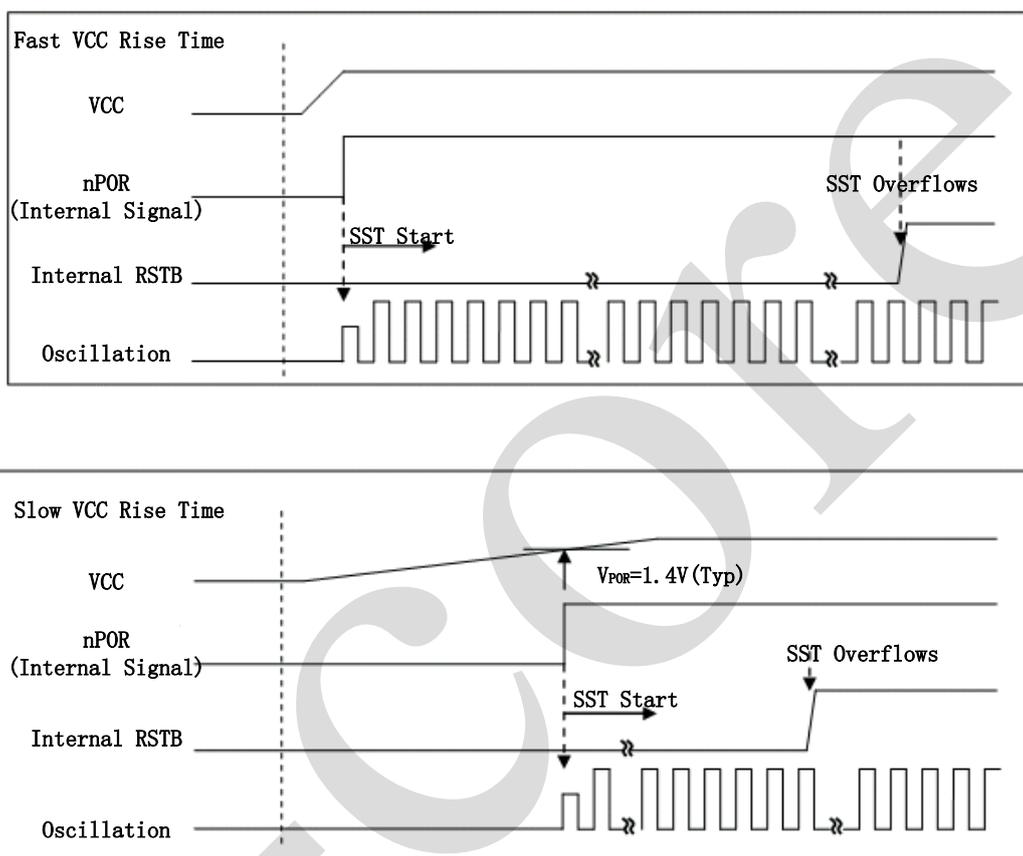 Fast VCC Rise Time
VCC
nPOR
(Internal Signal)
SST Overflows
SST Start
Internal RSTB
Oscillation
Slow VCC Rise Time
VCC
VPOR=1.4V(Typ)
nPOR
(Internal Signal)
SST Overflows
SST Start
Internal RSTB
Oscillation
core